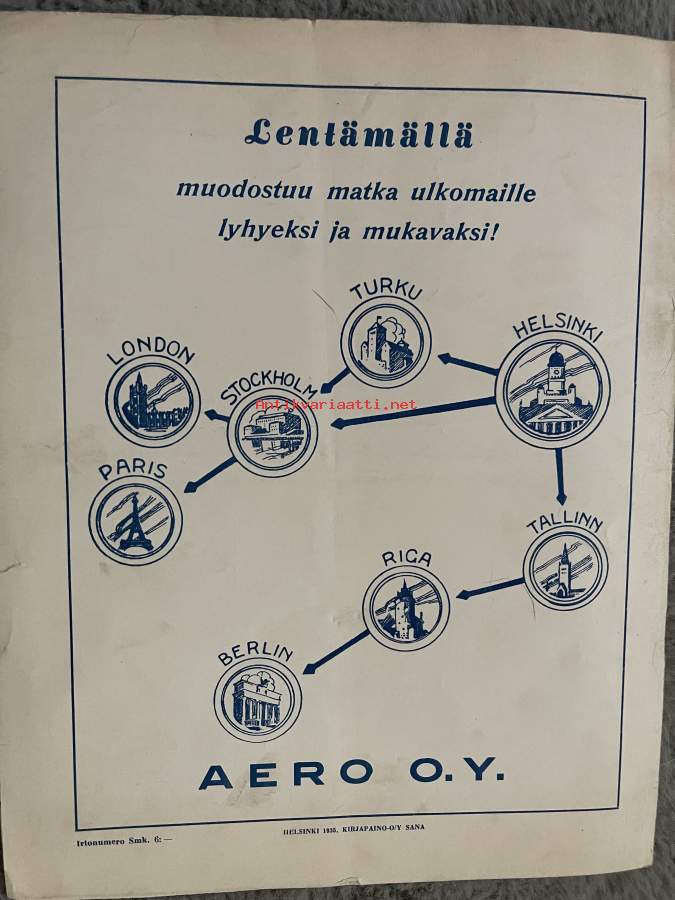 Lentämällä
muodostuu matka ulkomaille
lyhyeksi ja mukavaksi!
TURKU
HELSINKI
LONDON
STOCKHOLM
Antikvariaatti.net
PARIS
TALLINN
RIGA
BERLIN
AERO O.Y.
HELSINKI 1935. KIRJAPAINO-O/Y SANA
Irtonumero Smk. 6:—